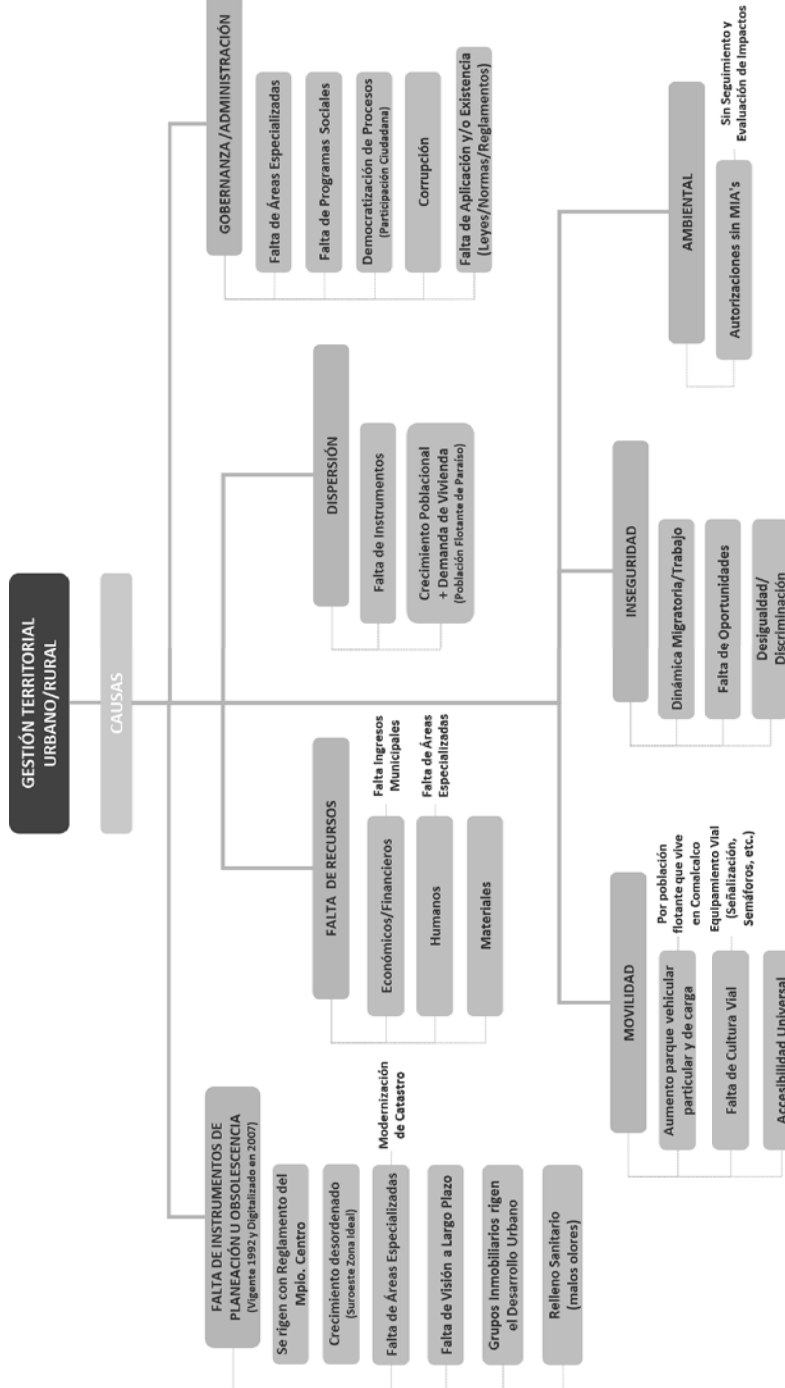 GESTIÓN TERRITORIAL
URBANO/RURAL
CAUSAS
FALTA DE INSTRUMENTOS DE
PLANEACIÓN U OBSOLESCENCIA
(Vigente 1992 y Digitalizado en 2007)
Se rigen con Reglamento del
Mplo. Centro
Crecimiento desordenado
(Suroeste Zona Ideal)
Falta de Áreas Especializadas
Modernización
de Catastro
Falta de Visión a Largo Plazo
Grupos Inmobiliarios rigen
el Desarrollo Urbano
Relleno Sanitario
(malos olores)
FALTA DE RECURSOS
Económicos/Financieros
Falta Ingresos
Municipales
Humanos
Falta de Áreas
Especializadas
Materiales
DISPERSIÓN
Falta de Instrumentos
Crecimiento Poblacional
+ Demanda de Vivienda
(Población Flotante de Paraíso)
GOBERNANZA/ADMINISTRACIÓN
Falta de Áreas Especializadas
Falta de Programas Sociales
Democratización de Procesos
(Participación Ciudadana)
Corrupción
Falta de Aplicación y/o Existencia
(Leyes/Normas/Reglamentos)
MOVILIDAD
Aumento parque vehicular
particular y de carga
Por población
flotante que vive
en Comalcalco
Falta de Cultura Vial
Equipamiento Vial
(Señalización,
Semáforos, etc.)
Accesibilidad Universal
INSEGURIDAD
Dinámica Migratoria/Trabajo
Falta de Oportunidades
Desigualdad/
Discriminación
AMBIENTAL
Autorizaciones sin MIA's
Sin Seguimiento y
Evaluación de Impactos